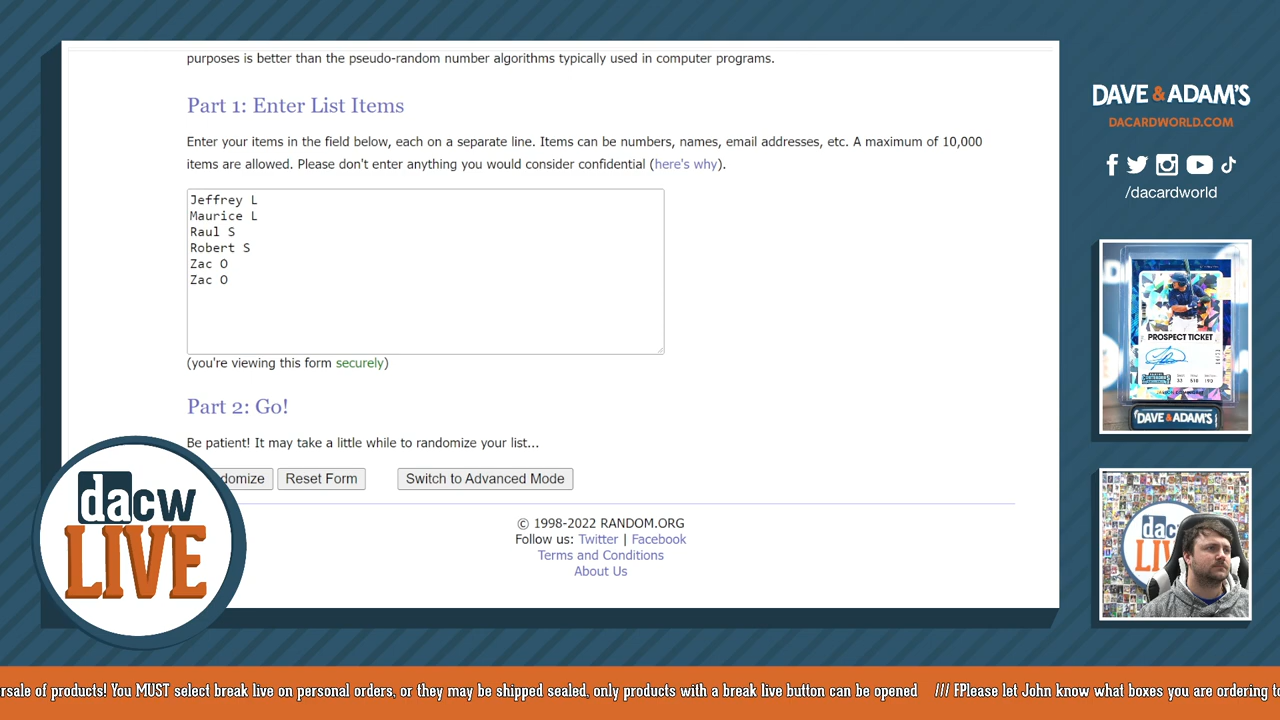 purposes is better than the pseudo-random number algorithms typically used in computer programs.
Part 1: Enter List Items
Enter your items in the field below, each on a separate line. Items can be numbers, names, email addresses, etc. A maximum of 10,000
items are allowed. Please don't enter anything you would consider confidential (here's why).
Jeffrey L
Maurice L
Raul S
Robert S
Zac O
Zac O
(you're viewing this form securely)
Part 2: Go!
Be patient! It may take a little while to randomize your list...
domize
Reset Form
Switch to Advanced Mode
© 1998-2022 RANDOM.ORG
Follow us: Twitter | Facebook
Terms and Conditions
About Us
dacw
LIVE
DAVE & ADAM'S
DACARDWORLD.COM
/dacardworld
PROSPECT TICKET
DAVE & ADAM'S
dac
LI
rsale of products! You MUST select break live on personal orders, or they may be shipped sealed, only products with a break live button can be opened /// FPlease let John know what boxes you are ordering to